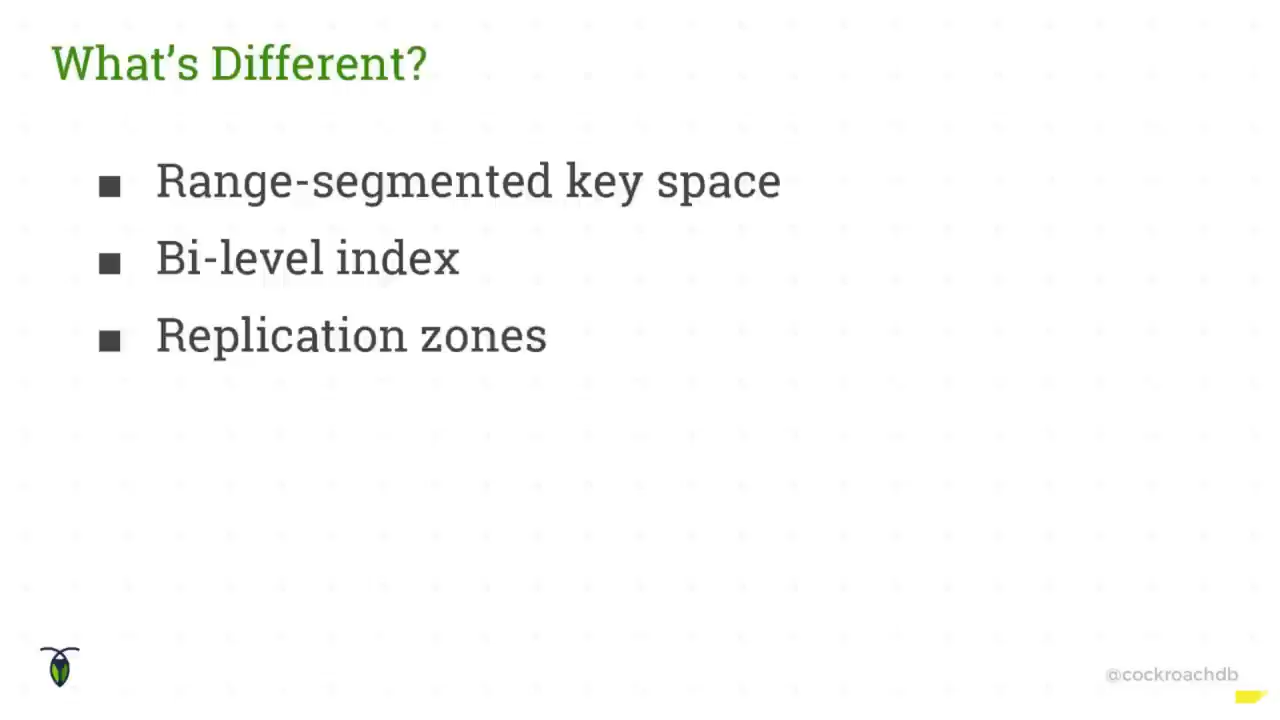 What's Different?
■ Range-segmented key space
■ Bi-level index
■ Replication zones
@cockroachdb